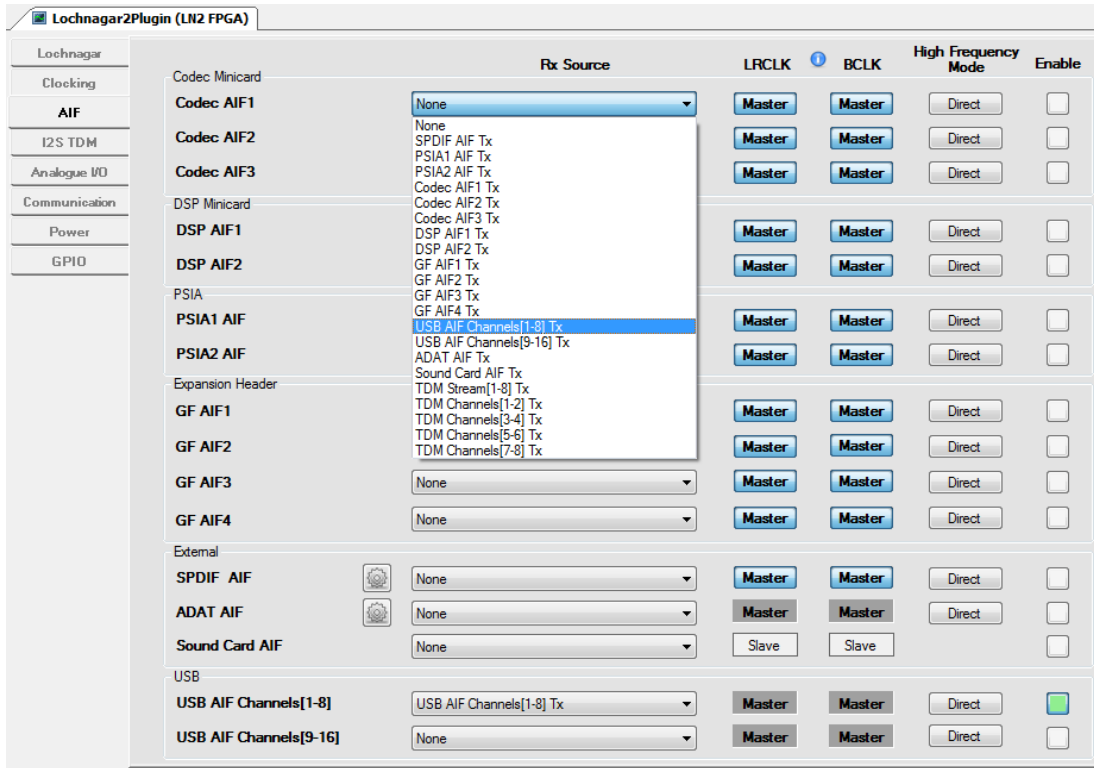 Lochnagar2Plugin (LN2 FPGA)
Lochnagar
Clocking
AIF
I2S TDM
Analogue I/O
Communication
Power
GPIO
Rx Source LRCLK BCLK High Frequency Mode Enable
Codec Minicard
Codec AIF1 None Master Master Direct
None
SPDIF AIF Tx
PSIA1 AIF Tx
PSIA2 AIF Tx
Codec AIF1 Tx
Codec AIF2 Tx
Codec AIF3 Tx
DSP AIF1 Tx
DSP AIF2 Tx
GF AIF1 Tx
GF AIF2 Tx
GF AIF3 Tx
GF AIF4 Tx
USB AIF Channels[1-8] Tx
USB AIF Channels[9-16] Tx
ADAT AIF Tx
Sound Card AIF Tx
TDM Stream[1-8] Tx
TDM Channels[1-2] Tx
TDM Channels[3-4] Tx
TDM Channels[5-6] Tx
TDM Channels[7-8] Tx
Codec AIF2 Master Master Direct
Codec AIF3 Master Master Direct
DSP Minicard
DSP AIF1 Master Master Direct
DSP AIF2 Master Master Direct
PSIA
PSIA1 AIF Master Master Direct
PSIA2 AIF Master Master Direct
Expansion Header
GF AIF1 Master Master Direct
GF AIF2 Master Master Direct
GF AIF3 None Master Master Direct
GF AIF4 None Master Master Direct
External
SPDIF AIF None Master Master Direct
ADAT AIF None Master Master Direct
Sound Card AIF None Slave Slave
USB
USB AIF Channels[1-8] USB AIF Channels[1-8] Tx Master Master Direct
USB AIF Channels[9-16] None Master Master Direct